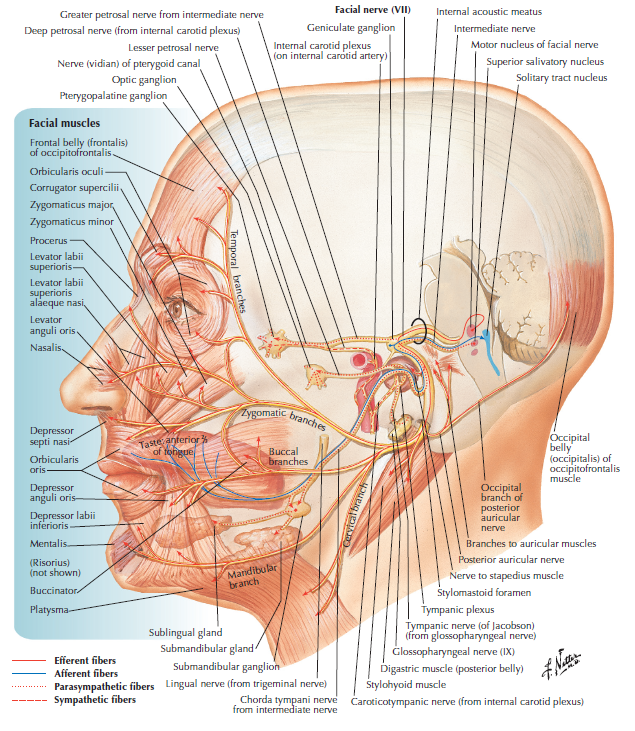 Facial nerve (VII)
Greater petrosal nerve from intermediate nerve
Deep petrosal nerve (from internal carotid plexus)
Lesser petrosal nerve
Nerve (vidian) of pterygoid canal
Optic ganglion
Pterygopalatine ganglion
Geniculate ganglion
Internal carotid plexus
(on internal carotid artery)
Internal acoustic meatus
Intermediate nerve
Motor nucleus of facial nerve
Superior salivatory nucleus
Solitary tract nucleus
Facial muscles
Frontal belly (frontalis)
of occipitofrontalis
Orbicularis oculi
Corrugator supercilii
Zygomaticus major
Zygomaticus minor
Procerus
Levator labii
superioris
Levator labii
superioris
alaeque nasi
Levator
anguli oris
Nasalis
Depressor
septi nasi
Orbicularis
oris
Depressor
anguli oris
Depressor labii
inferioris
Mentalis
(Risorius)
(not shown)
Buccinator
Platysma
Temporal branches
Zygomatic branches
Taste: anterior ⅔
of tongue
Buccal
branches
Cervical branch
Mandibular
branch
Occipital
belly
(occipitalis) of
occipitofrontalis
muscle
Occipital
branch of
posterior
auricular
nerve
Branches to auricular muscles
Posterior auricular nerve
Nerve to stapedius muscle
Stylomastoid foramen
Tympanic plexus
Tympanic nerve (of Jacobson)
(from glossopharyngeal nerve)
Glossopharyngeal nerve (IX)
Digastric muscle (posterior belly)
Stylohyoid muscle
Caroticotympanic nerve (from internal carotid plexus)
Sublingual gland
Submandibular gland
Submandibular ganglion
Lingual nerve (from trigeminal nerve)
Chorda tympani nerve
from intermediate nerve
Efferent fibers
Afferent fibers
Parasympathetic fibers
Sympathetic fibers
F. Netter
M.D.